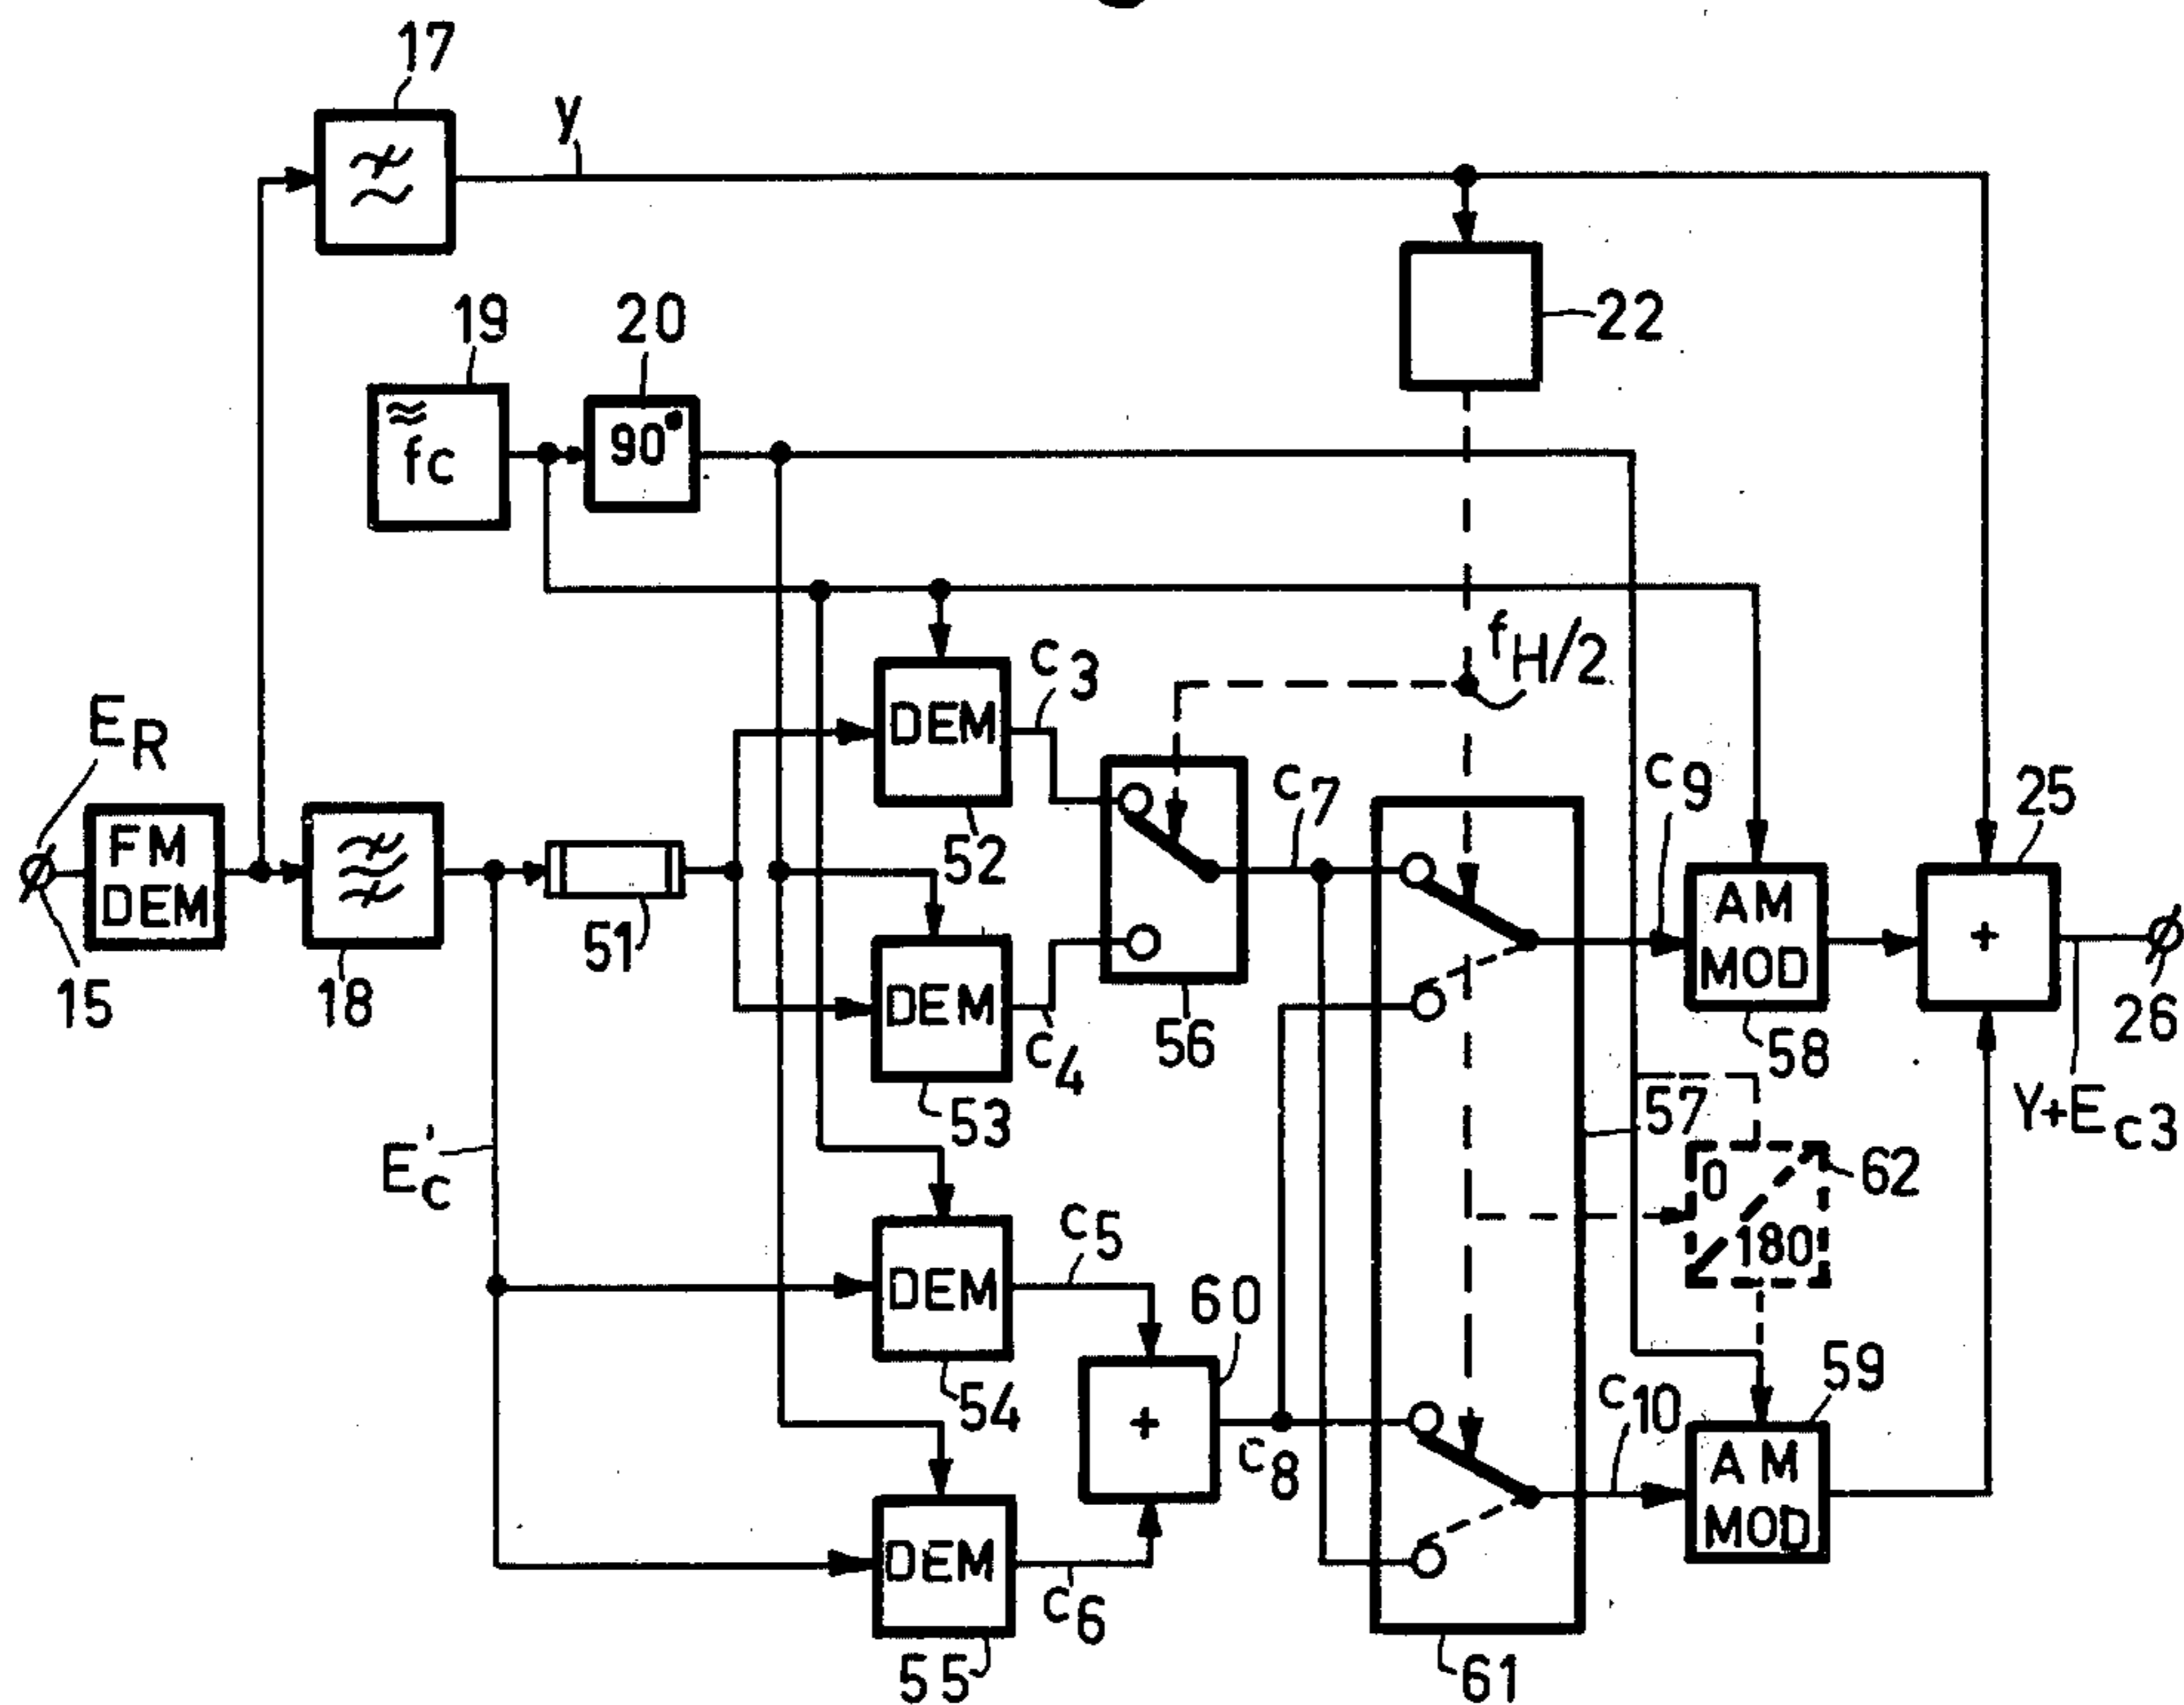 17
y
19
20
90°
fc
22
fH/2
ER
FM
DEM
15
18
51
E'c
DEM
c3
52
DEM
c4
53
56
c7
c9
AM
MOD
58
25
+
26
Y+Ec3
57
0
180
62
DEM
c5
54
60
+
c8
DEM
c6
55
61
c10
59
AM
MOD